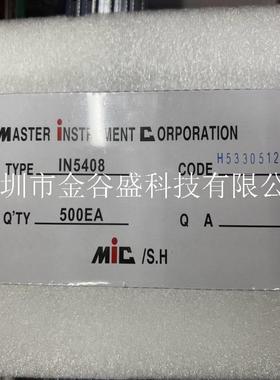 MASTER INSTRUMENT CORPORATION
TYPE IN5408 CODE H5330512
圳市金谷盛科技有限
Q'TY 500EA Q A
MIC /S.H